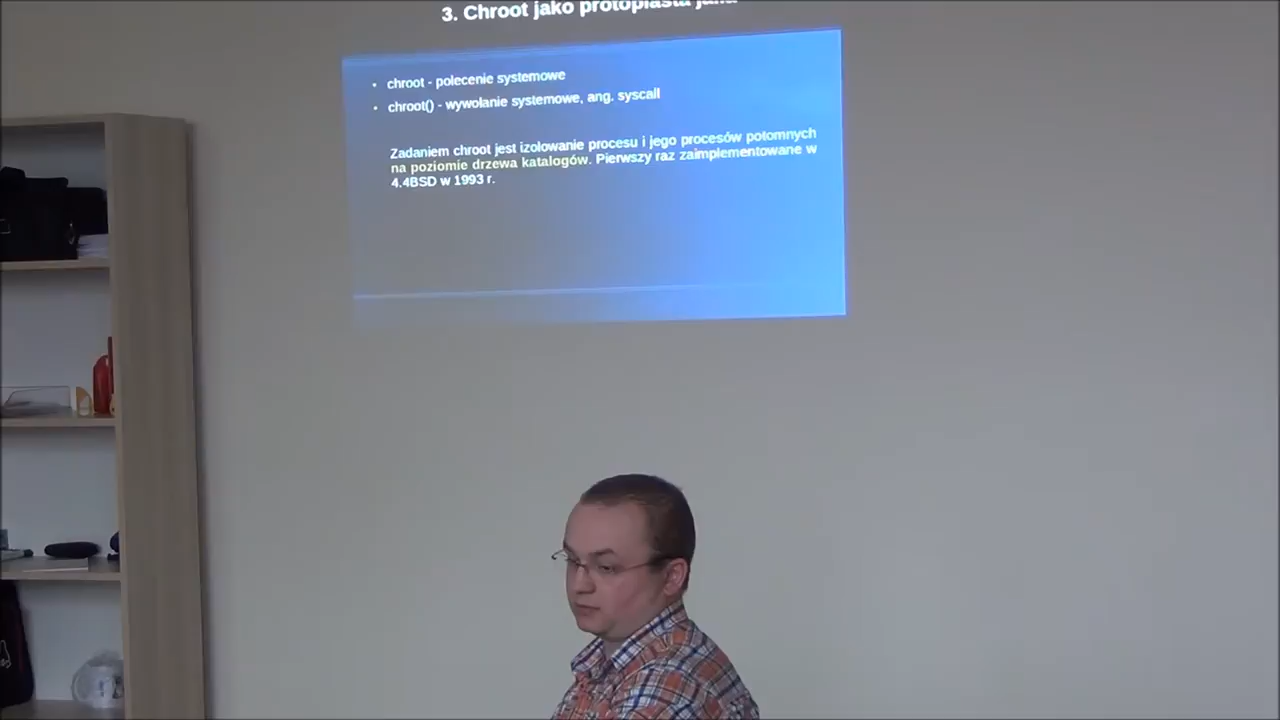 3. Chroot jako protoplasta
chroot - polecenie systemowe
chroot() - wywołanie systemowe, ang. syscall
Zadaniem chroot jest izolowanie procesu i jego procesów potomnych
na poziomie drzewa katalogów. Pierwszy raz zaimplementowane w
4.4BSD w 1993 r.